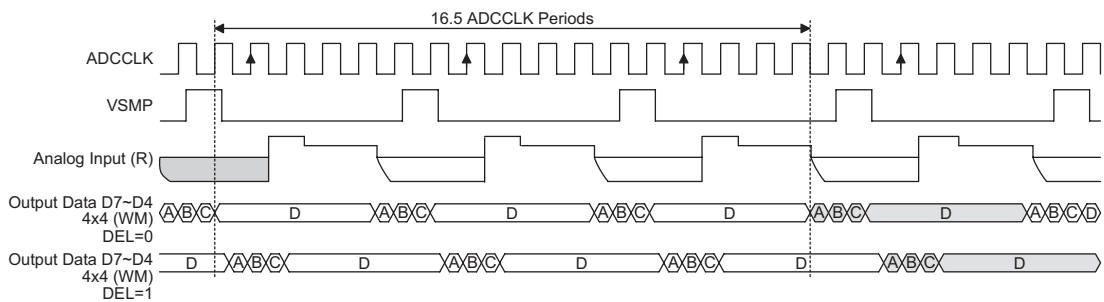 16.5 ADCCLK Periods
ADCCLK
VSMP
Analog Input (R)
Output Data D7~D4
4x4 (WM)
DEL=0
A B C D A B C D A B C D A B C D A B C D
Output Data D7~D4
4x4 (WM)
DEL=1
D A B C D A B C D A B C D A B C D